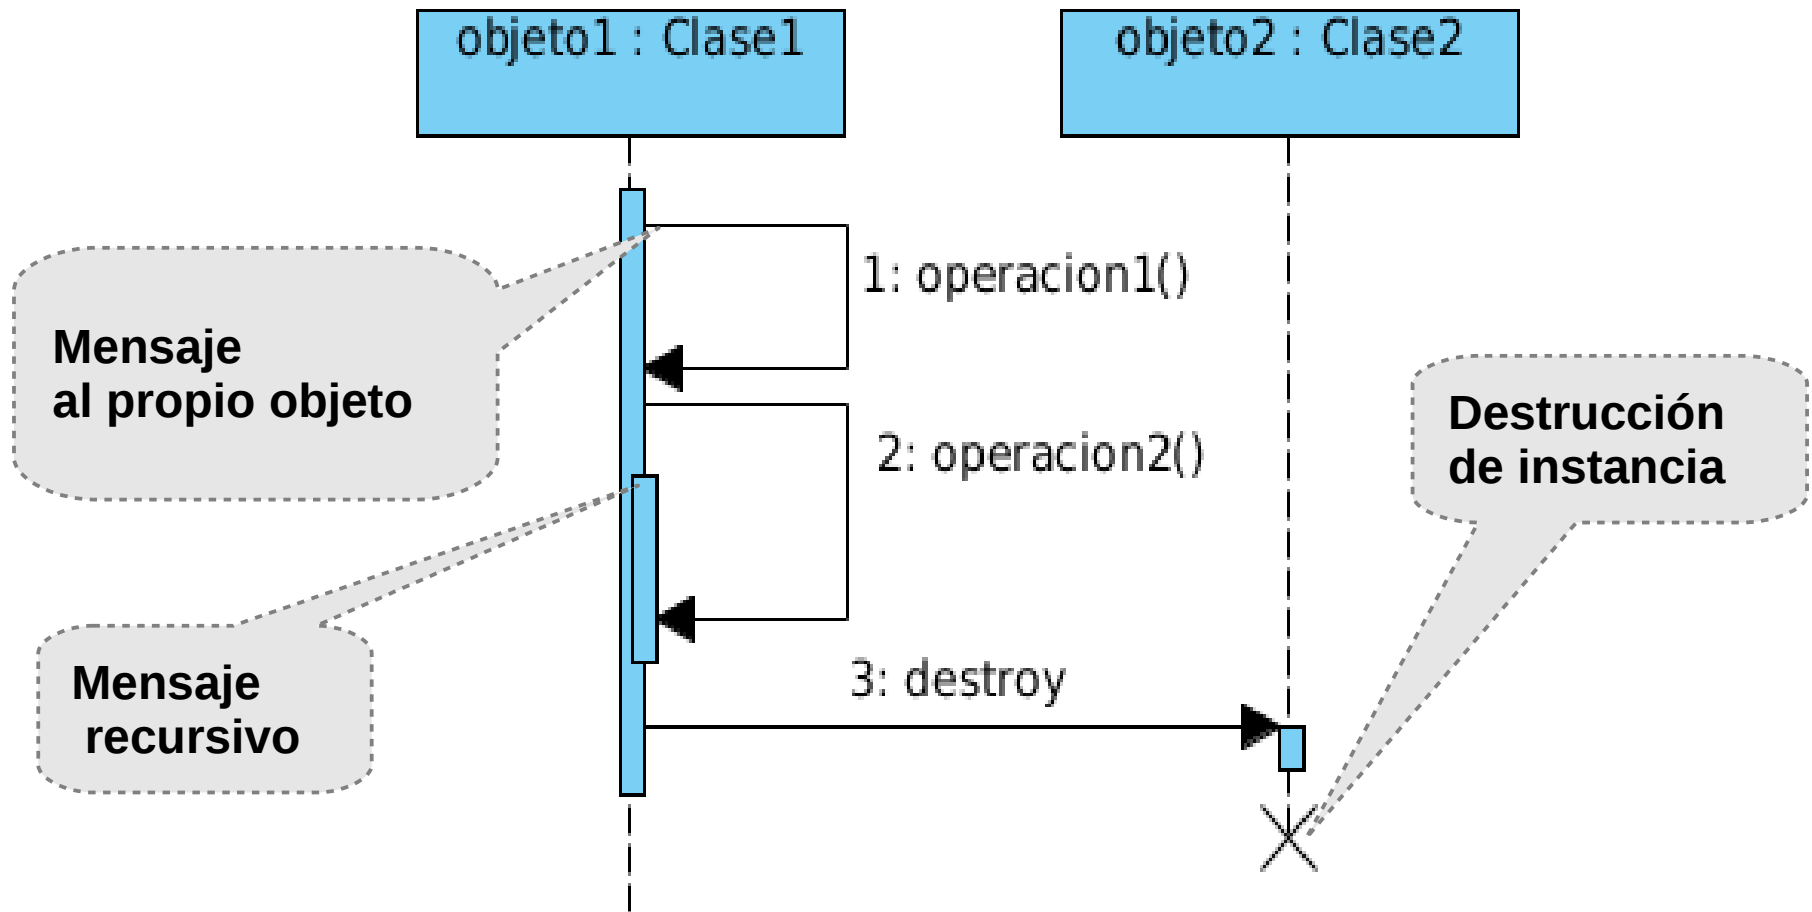 objeto1 : Clase1
objeto2 : Clase2
1: operacion1()
Mensaje
al propio objeto
2: operacion2()
Destrucción
de instancia
3: destroy
Mensaje
recursivo